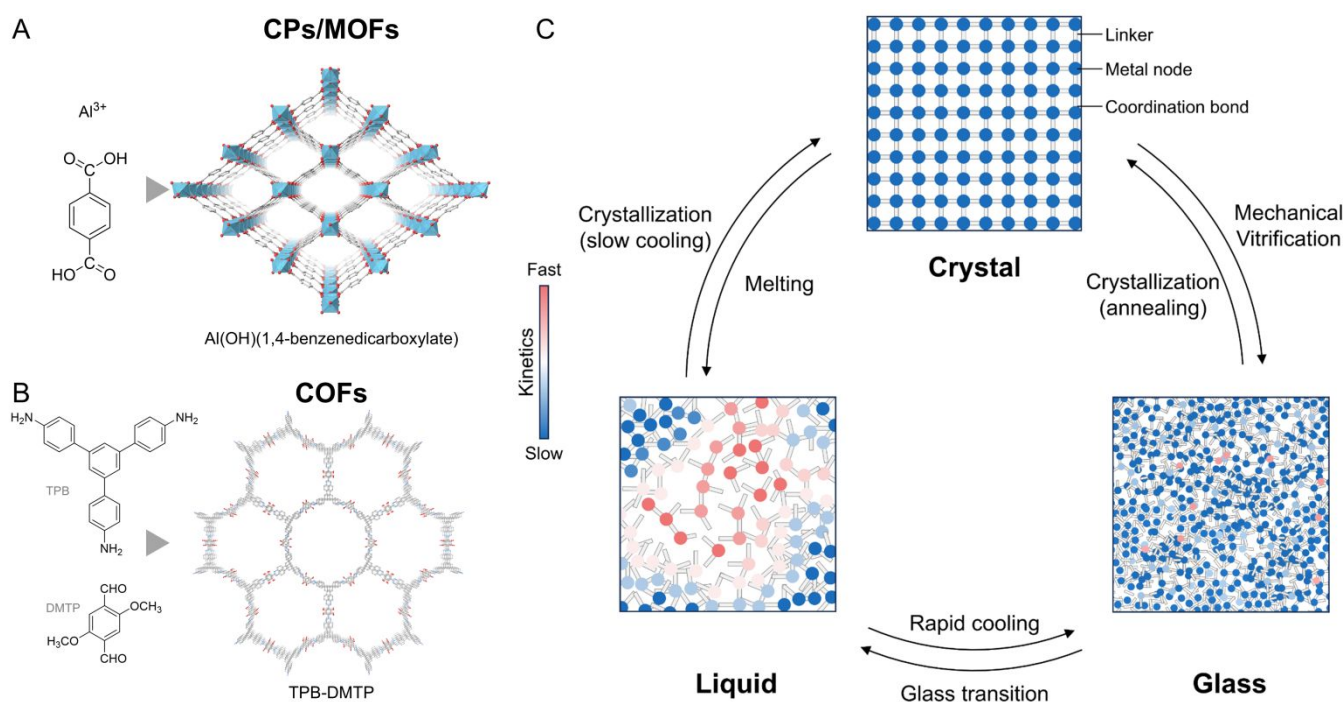 A
CPs/MOFs
Al³⁺
O
OH
HO
O
Al(OH)(1,4-benzenedicarboxylate)
B
COFs
H₂N
NH₂
TPB
NH₂
DMTP
CHO
OCH₃
H₃CO
CHO
TPB-DMTP
C
Linker
Metal node
Coordination bond
Crystal
Crystallization
(slow cooling)
Melting
Mechanical
Vitrification
Crystallization
(annealing)
Fast
Kinetics
Slow
Rapid cooling
Glass transition
Liquid
Glass